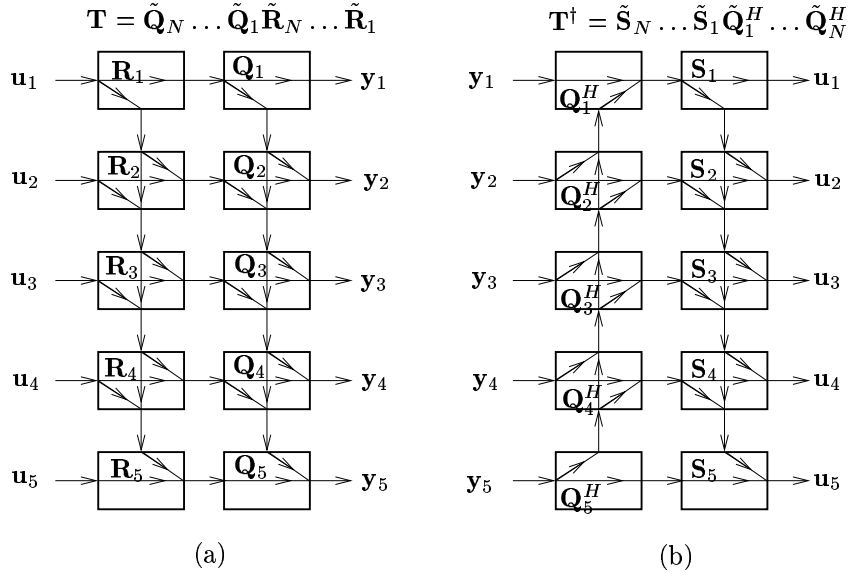 T = Q̃_N … Q̃_1 R̃_N … R̃_1
u_1 R_1 Q_1 y_1
u_2 R_2 Q_2 y_2
u_3 R_3 Q_3 y_3
u_4 R_4 Q_4 y_4
u_5 R_5 Q_5 y_5
(a)
T^† = S̃_N … S̃_1 Q̃_1^H … Q̃_N^H
y_1 Q_1^H S_1 u_1
y_2 Q_2^H S_2 u_2
y_3 Q_3^H S_3 u_3
y_4 Q_4^H S_4 u_4
y_5 Q_5^H S_5 u_5
(b)